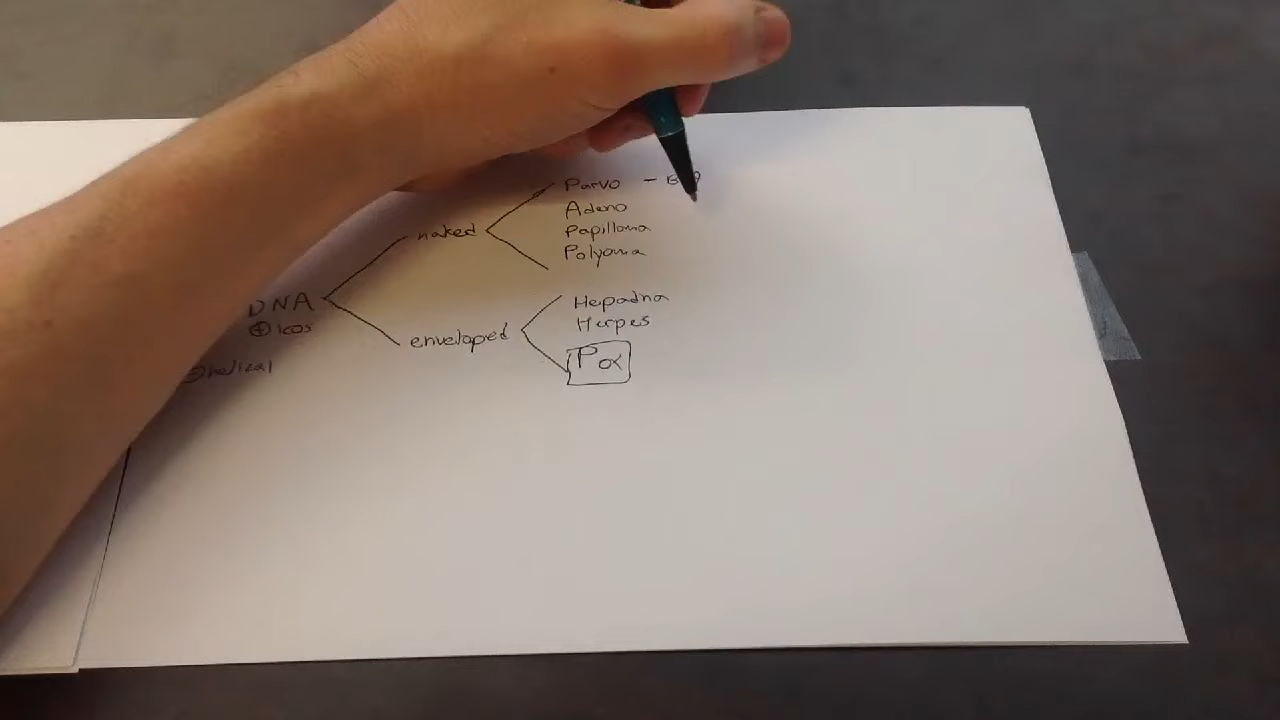 Parvo –
Adeno
naked
Papilloma
Polyoma
DNA
Hepadna
⊕ icos
Herpes
enveloped
Pox
⊖ helical